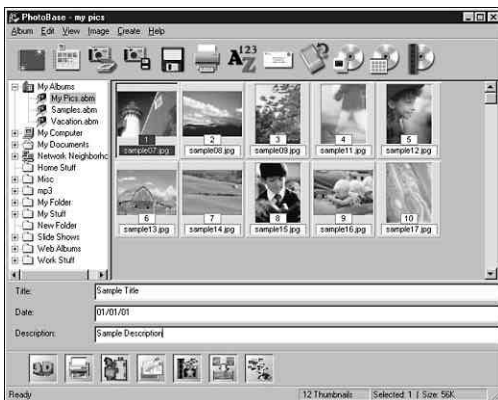 PhotoBase - my pics
Album Edit View Image Create Help
123
AZ
My Albums
My Pics.abm
Samples.abm
Vacation.abm
My Computer
My Documents
Network Neighborho
Home Stuff
Misc
mp3
My Folder
My Stuff
New Folder
Slide Shows
Web Albums
Work Stuff
1 2 3 4 5
sample07.jpg sample08.jpg sample09.jpg sample11.jpg sample12.jpg
6 7 8 9 10
sample13.jpg sample14.jpg sample15.jpg sample16.jpg sample17.jpg
Title: Sample Title
Date: 01/01/01
Description: Sample Description
3D
Ready 12 Thumbnails Selected: 1 Size: 56K